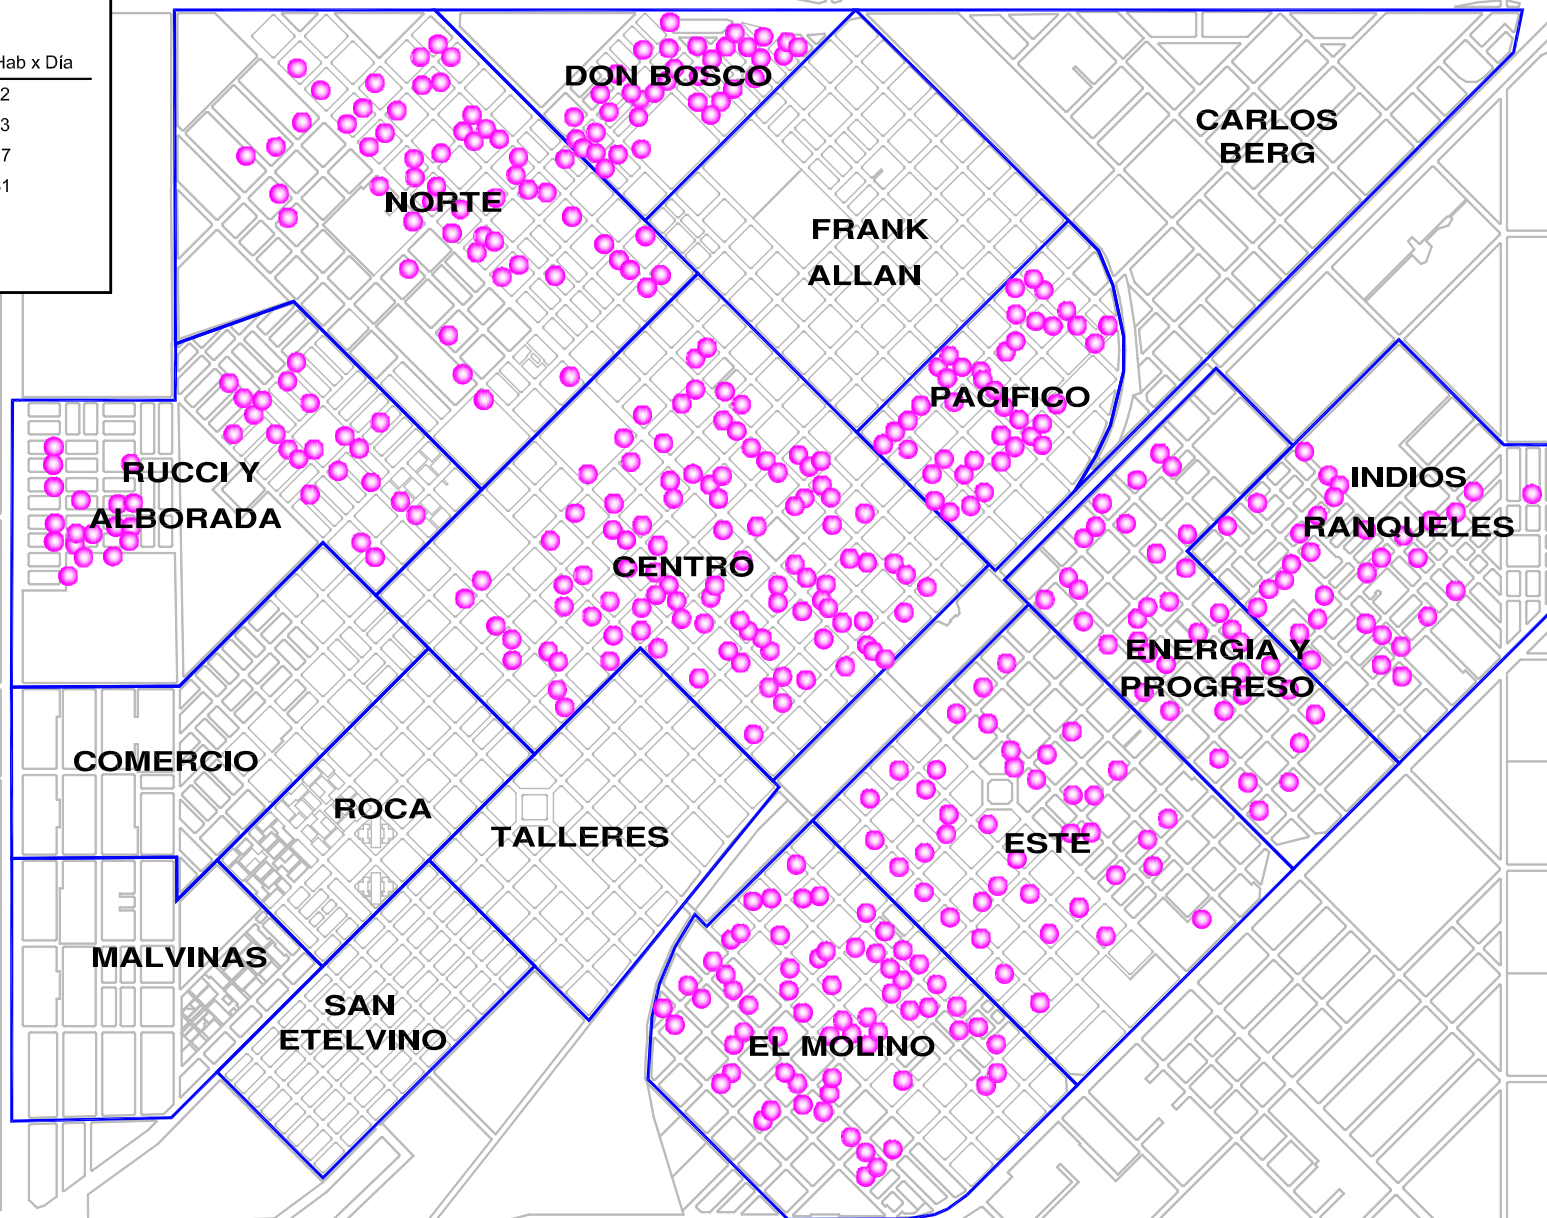 Hab x Día
2
3
7
1
DON BOSCO
CARLOS
BERG
NORTE
FRANK
ALLAN
PACIFICO
RUCCI Y
ALBORADA
INDIOS
RANQUELES
CENTRO
ENERGIA Y
PROGRESO
COMERCIO
ROCA
TALLERES
ESTE
MALVINAS
SAN
ETELVINO
EL MOLINO